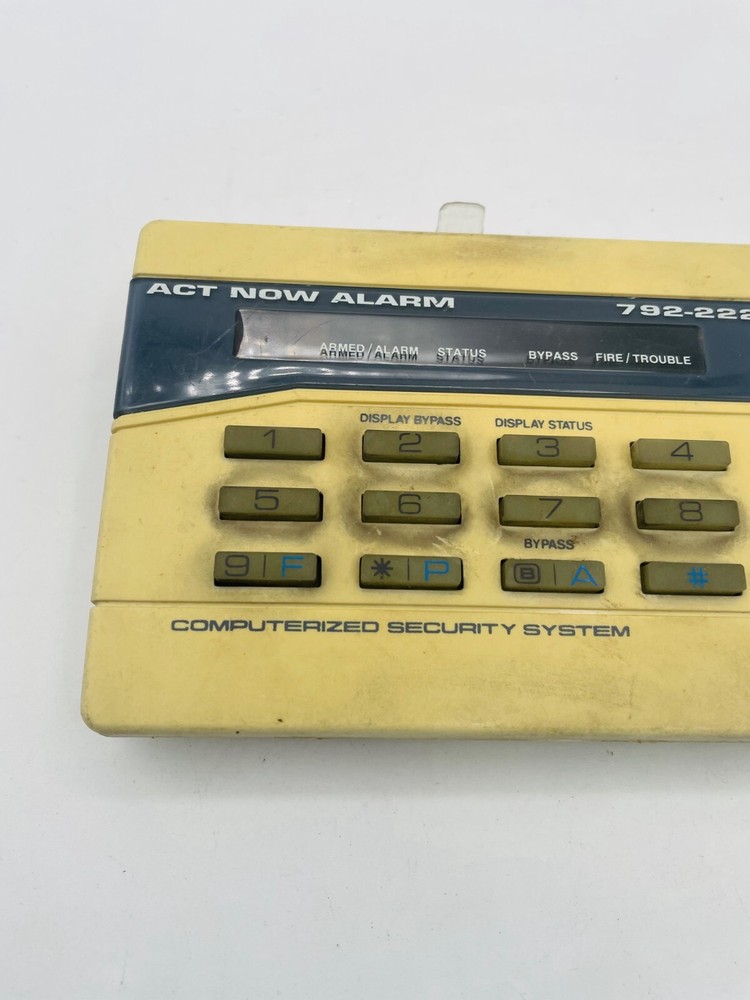 ACT NOW ALARM 792-222
ARMED/ALARM STATUS BYPASS FIRE/TROUBLE
DISPLAY BYPASS DISPLAY STATUS
1 2 3 4
5 6 7 8
BYPASS
9|F *|P B|A #
COMPUTERIZED SECURITY SYSTEM